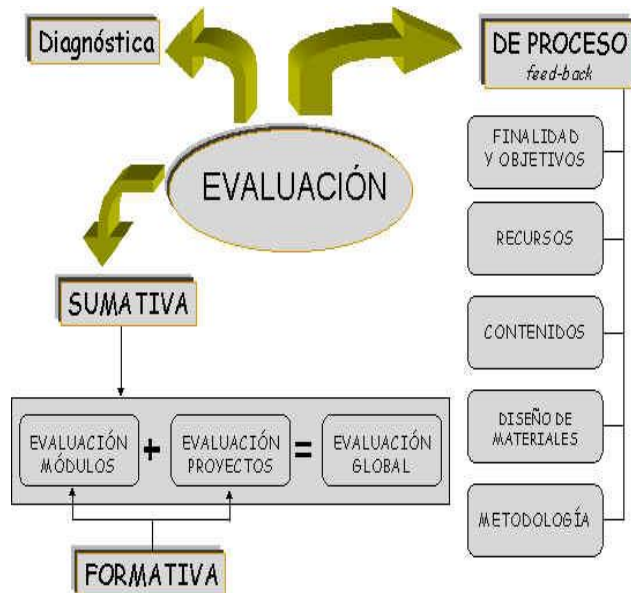 Diagnóstica
DE PROCESO
feed-back
EVALUACIÓN
FINALIDAD
Y OBJETIVOS
RECURSOS
SUMATIVA
CONTENIDOS
EVALUACIÓN
MÓDULOS
+
EVALUACIÓN
PROYECTOS
=
EVALUACIÓN
GLOBAL
DISEÑO DE
MATERIALES
METODOLOGÍA
FORMATIVA